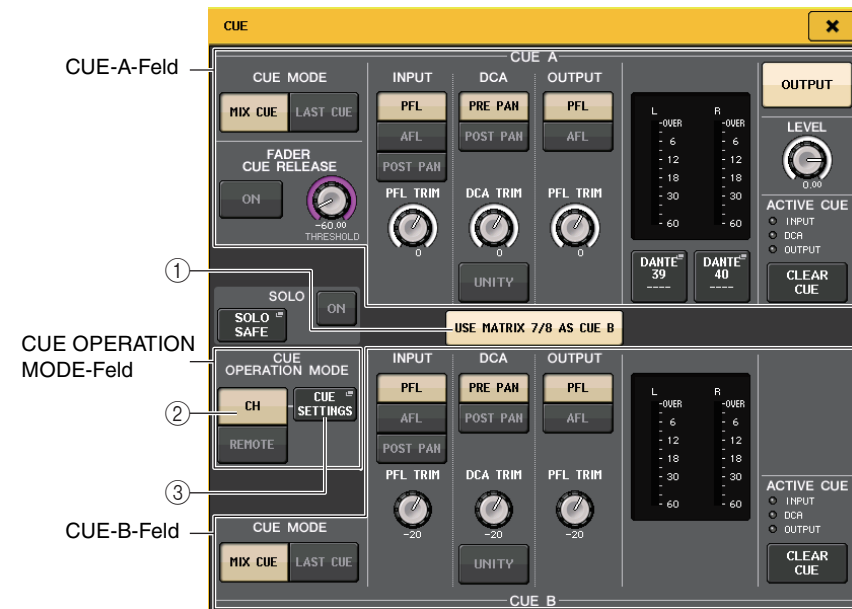 CUE
CUE-A-Feld
CUE A
CUE MODE
MIX CUE
LAST CUE
FADER
CUE RELEASE
ON
-60.00
THRESHOLD
INPUT
PFL
AFL
POST PAN
PFL TRIM
0
DCA
PRE PAN
POST PAN
DCA TRIM
0
UNITY
OUTPUT
PFL
AFL
PFL TRIM
0
L
R
-OVER
-OVER
- 6
- 6
- 12
- 12
- 18
- 18
- 30
- 30
- 60
- 60
DANTE
39
----
DANTE
40
----
OUTPUT
LEVEL
0.00
ACTIVE CUE
INPUT
DCA
OUTPUT
CLEAR
CUE
①
SOLO
SOLO
SAFE
ON
USE MATRIX 7/8 AS CUE B
CUE OPERATION
MODE-Feld
CUE
OPERATION MODE
②
CH
CUE
SETTINGS
REMOTE
③
CUE-B-Feld
CUE MODE
MIX CUE
LAST CUE
INPUT
PFL
AFL
POST PAN
PFL TRIM
-20
DCA
PRE PAN
POST PAN
DCA TRIM
-20
UNITY
OUTPUT
PFL
AFL
PFL TRIM
-20
L
R
-OVER
-OVER
- 6
- 6
- 12
- 12
- 18
- 18
- 30
- 30
- 60
- 60
ACTIVE CUE
INPUT
DCA
OUTPUT
CLEAR
CUE
CUE B